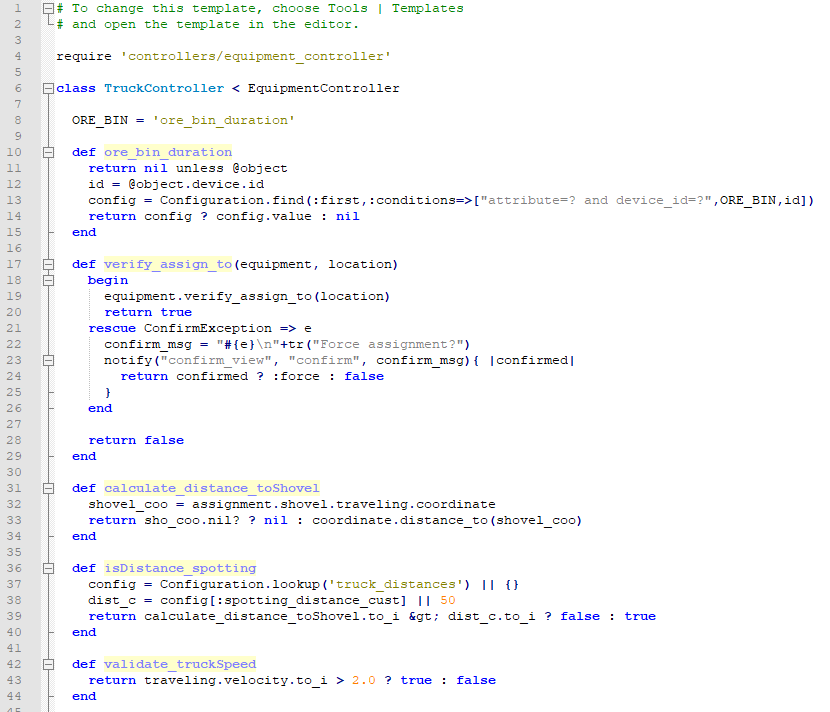 1 # To change this template, choose Tools | Templates
2 # and open the template in the editor.
3
4 require 'controllers/equipment_controller'
5
6 class TruckController < EquipmentController
7
8   ORE_BIN = 'ore_bin_duration'
9
10   def ore_bin_duration
11     return nil unless @object
12     id = @object.device.id
13     config = Configuration.find(:first,:conditions=>["attribute=? and device_id=?",ORE_BIN,id])
14     return config ? config.value : nil
15   end
16
17   def verify_assign_to(equipment, location)
18     begin
19       equipment.verify_assign_to(location)
20       return true
21     rescue ConfirmException => e
22       confirm_msg = "#{e}\n"+tr("Force assignment?")
23       notify("confirm_view", "confirm", confirm_msg){ |confirmed|
24         return confirmed ? :force : false
25       }
26     end
27
28     return false
29   end
30
31   def calculate_distance_toShovel
32     shovel_coo = assignment.shovel.traveling.coordinate
33     return sho_coo.nil? ? nil : coordinate.distance_to(shovel_coo)
34   end
35
36   def isDistance_spotting
37     config = Configuration.lookup('truck_distances') || {}
38     dist_c = config[:spotting_distance_cust] || 50
39     return calculate_distance_toShovel.to_i &gt; dist_c.to_i ? false : true
40   end
41
42   def validate_truckSpeed
43     return traveling.velocity.to_i > 2.0 ? true : false
44   end
45